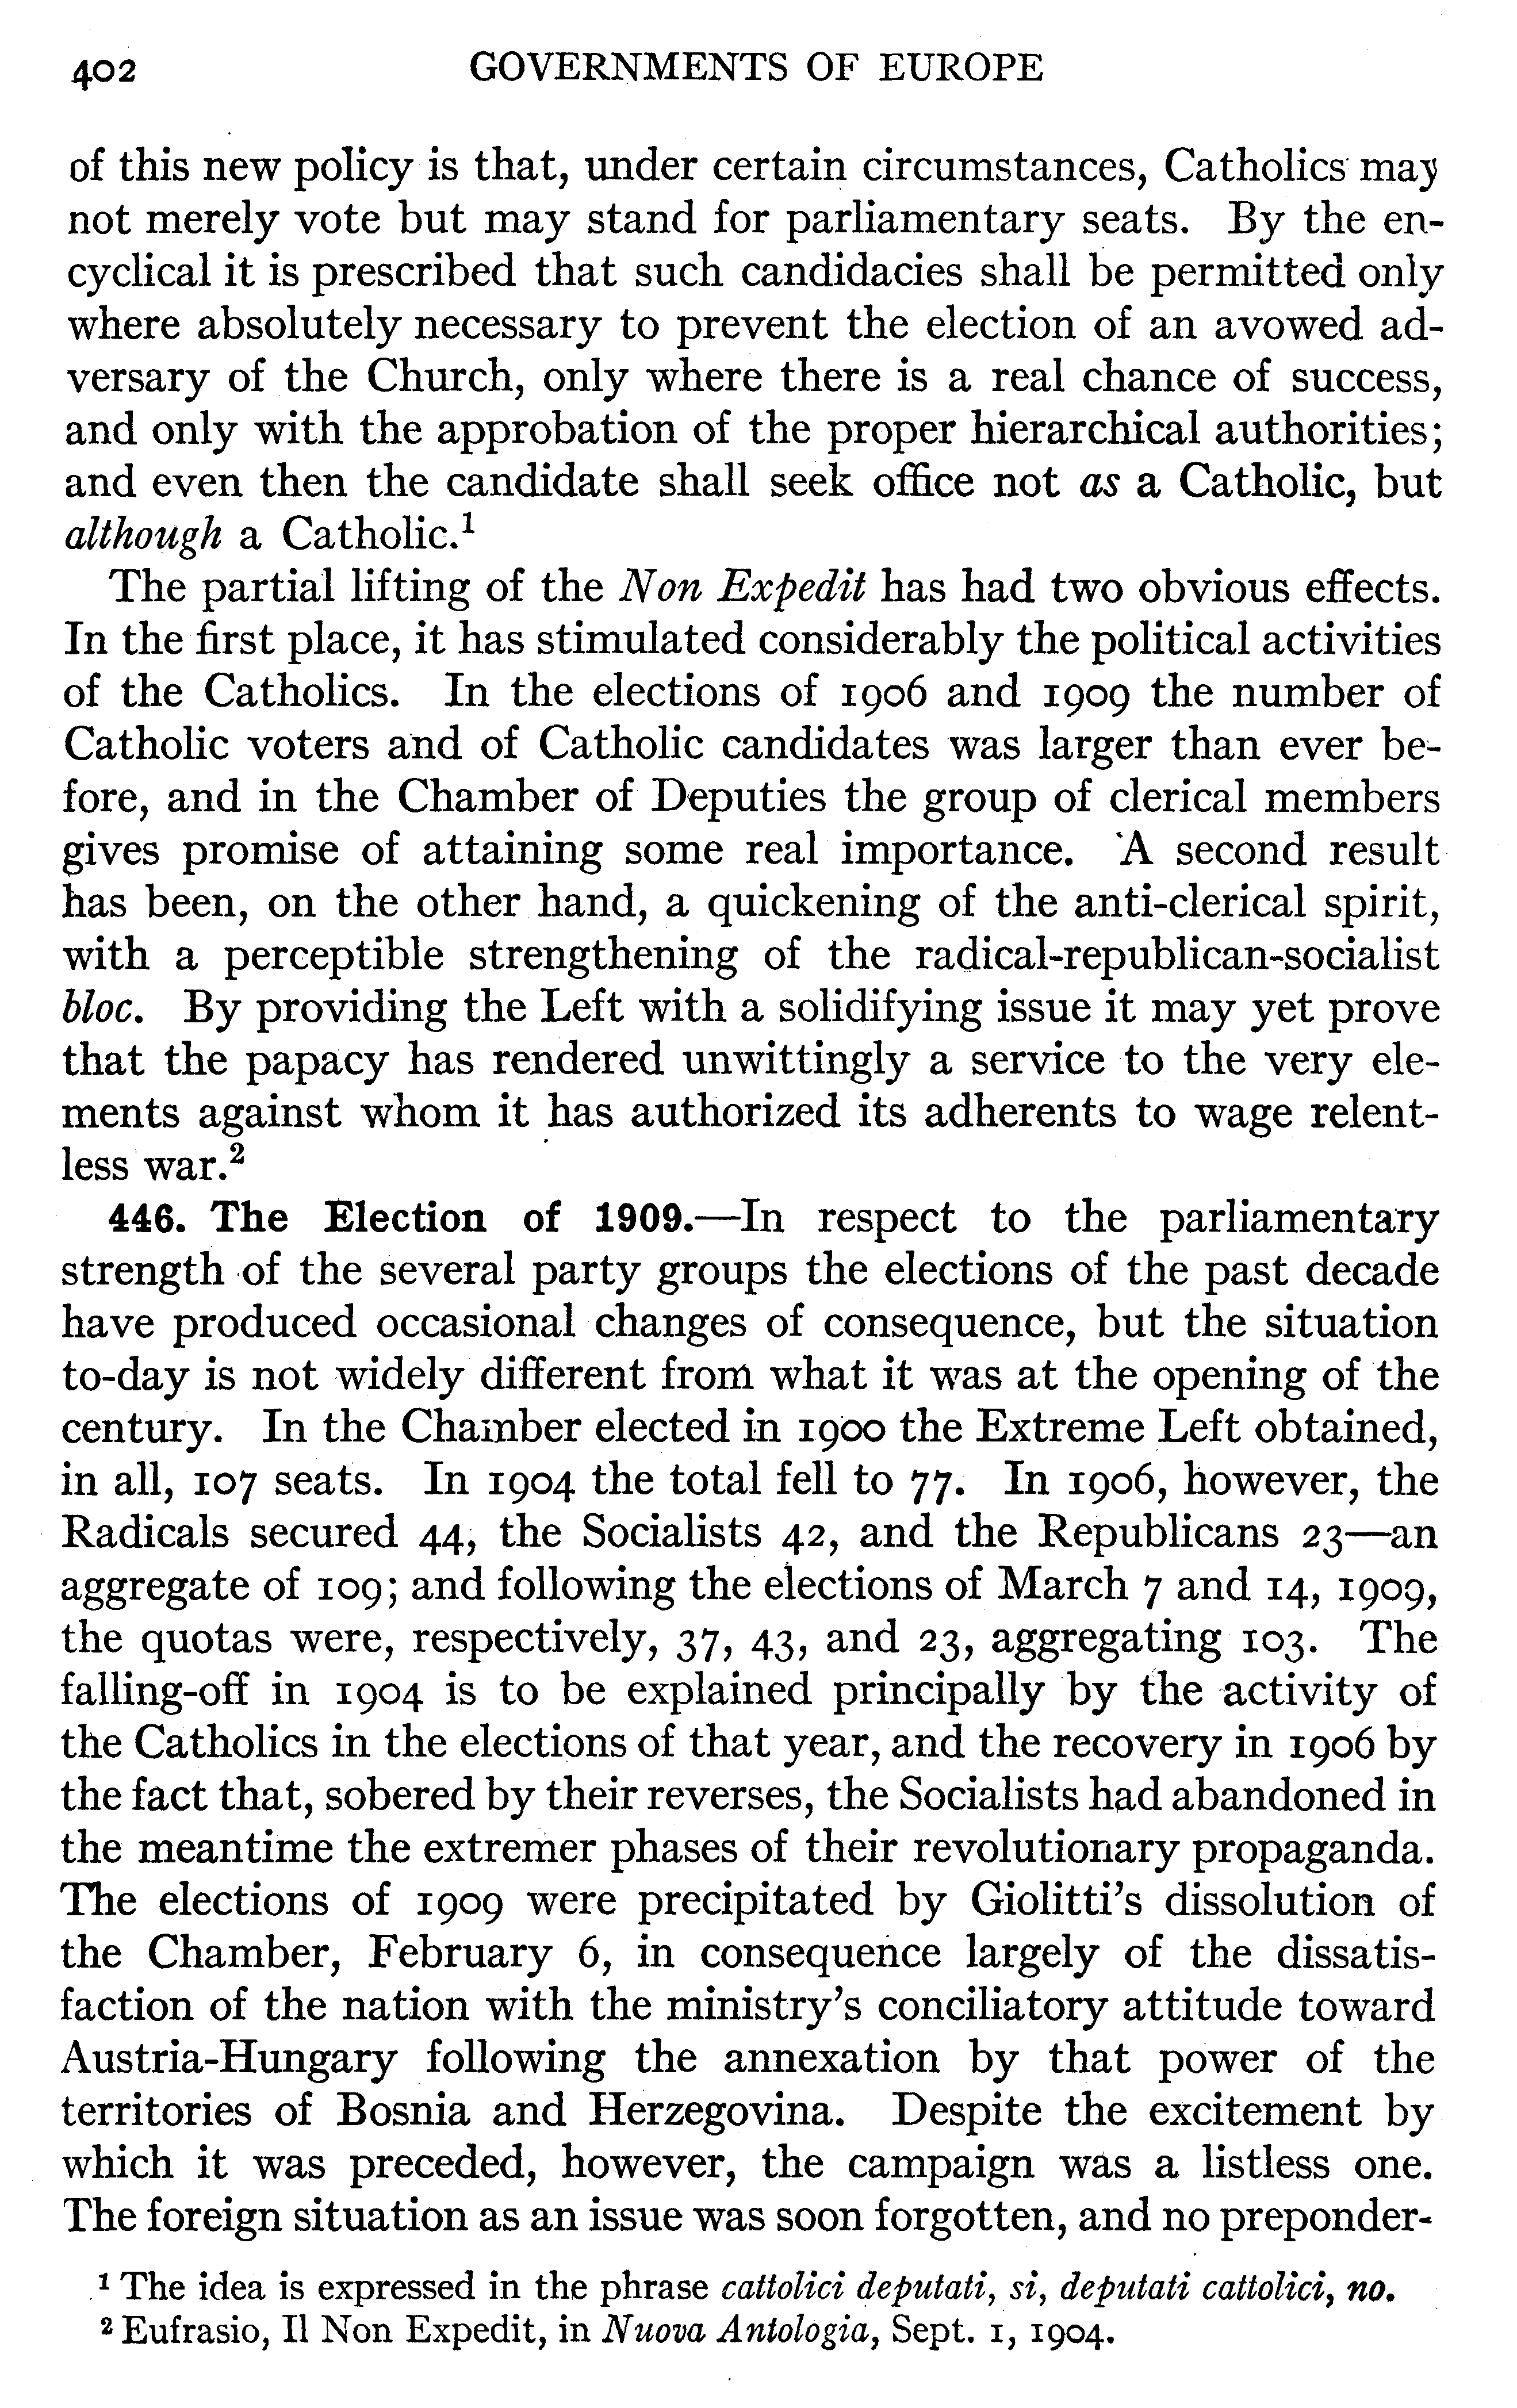 402 GOVERNMENTS OF EUROPE
of this new policy is that, under certain circumstances, Catholics may
not merely vote but may stand for parliamentary seats. By the en-
cyclical it is prescribed that such candidacies shall be permitted only
where absolutely necessary to prevent the election of an avowed ad-
versary of the Church, only where there is a real chance of success,
and only with the approbation of the proper hierarchical authorities;
and even then the candidate shall seek office not as a Catholic, but
although a Catholic.¹
The partial lifting of the Non Expedit has had two obvious effects.
In the first place, it has stimulated considerably the political activities
of the Catholics. In the elections of 1906 and 1909 the number of
Catholic voters and of Catholic candidates was larger than ever be-
fore, and in the Chamber of Deputies the group of clerical members
gives promise of attaining some real importance. A second result
has been, on the other hand, a quickening of the anti-clerical spirit,
with a perceptible strengthening of the radical-republican-socialist
bloc. By providing the Left with a solidifying issue it may yet prove
that the papacy has rendered unwittingly a service to the very ele-
ments against whom it has authorized its adherents to wage relent-
less war.²
446. The Election of 1909.—In respect to the parliamentary
strength of the several party groups the elections of the past decade
have produced occasional changes of consequence, but the situation
to-day is not widely different from what it was at the opening of the
century. In the Chamber elected in 1900 the Extreme Left obtained,
in all, 107 seats. In 1904 the total fell to 77. In 1906, however, the
Radicals secured 44, the Socialists 42, and the Republicans 23—an
aggregate of 109; and following the elections of March 7 and 14, 1909,
the quotas were, respectively, 37, 43, and 23, aggregating 103. The
falling-off in 1904 is to be explained principally by the activity of
the Catholics in the elections of that year, and the recovery in 1906 by
the fact that, sobered by their reverses, the Socialists had abandoned in
the meantime the extremer phases of their revolutionary propaganda.
The elections of 1909 were precipitated by Giolitti's dissolution of
the Chamber, February 6, in consequence largely of the dissatis-
faction of the nation with the ministry's conciliatory attitude toward
Austria-Hungary following the annexation by that power of the
territories of Bosnia and Herzegovina. Despite the excitement by
which it was preceded, however, the campaign was a listless one.
The foreign situation as an issue was soon forgotten, and no preponder-
¹ The idea is expressed in the phrase cattolici deputati, si, deputati cattolici, no.
² Eufrasio, Il Non Expedit, in Nuova Antologia, Sept. 1, 1904.